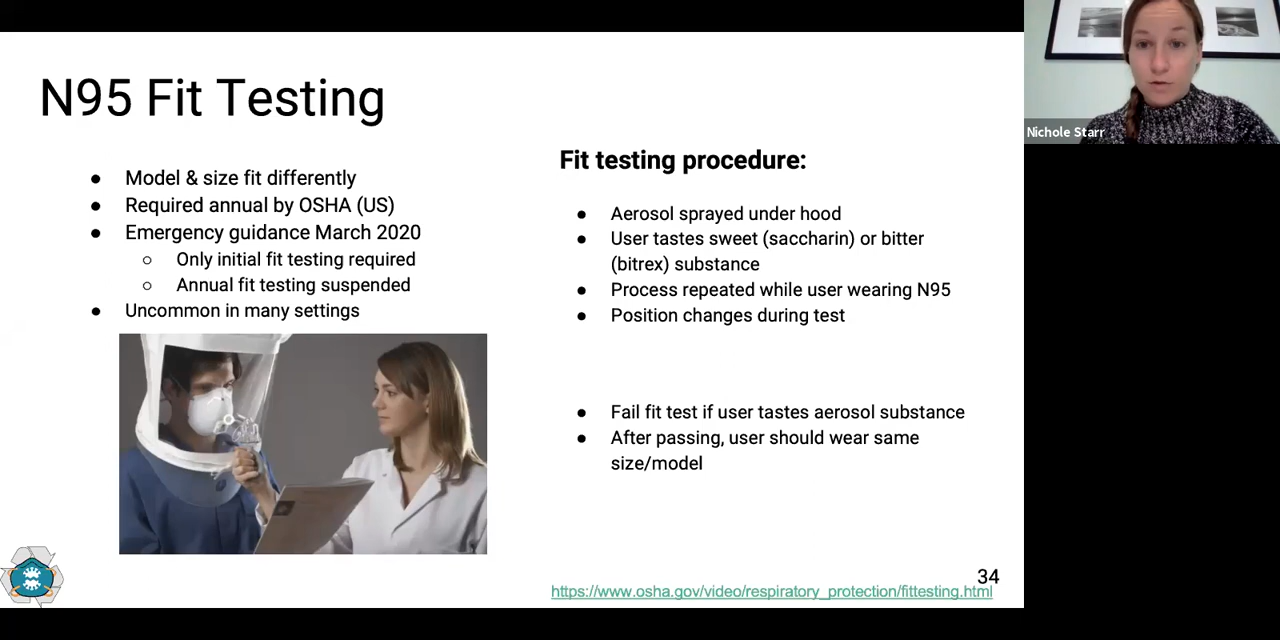 N95 Fit Testing
● Model & size fit differently
● Required annual by OSHA (US)
● Emergency guidance March 2020
○ Only initial fit testing required
○ Annual fit testing suspended
● Uncommon in many settings
Fit testing procedure:
● Aerosol sprayed under hood
● User tastes sweet (saccharin) or bitter
(bitrex) substance
● Process repeated while user wearing N95
● Position changes during test
● Fail fit test if user tastes aerosol substance
● After passing, user should wear same
size/model
34
https://www.osha.gov/video/respiratory_protection/fittesting.html
Nichole Starr